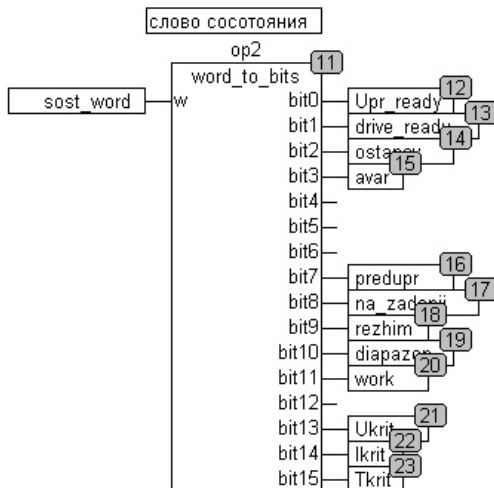 слово сосотояния
op2
11
word_to_bits
sost_word
w
bit0 Upr_ready 12
bit1 drive_ready 13
bit2 14
bit3 avar 15
bit4
bit5
bit6
bit7 predupr 16
bit8 17
bit9 rezhim 18
bit10 diapazon 19
bit11 work 20
bit12
bit13 Ukrit 21
bit14 Ikrit 22
bit15 Tkrit 23